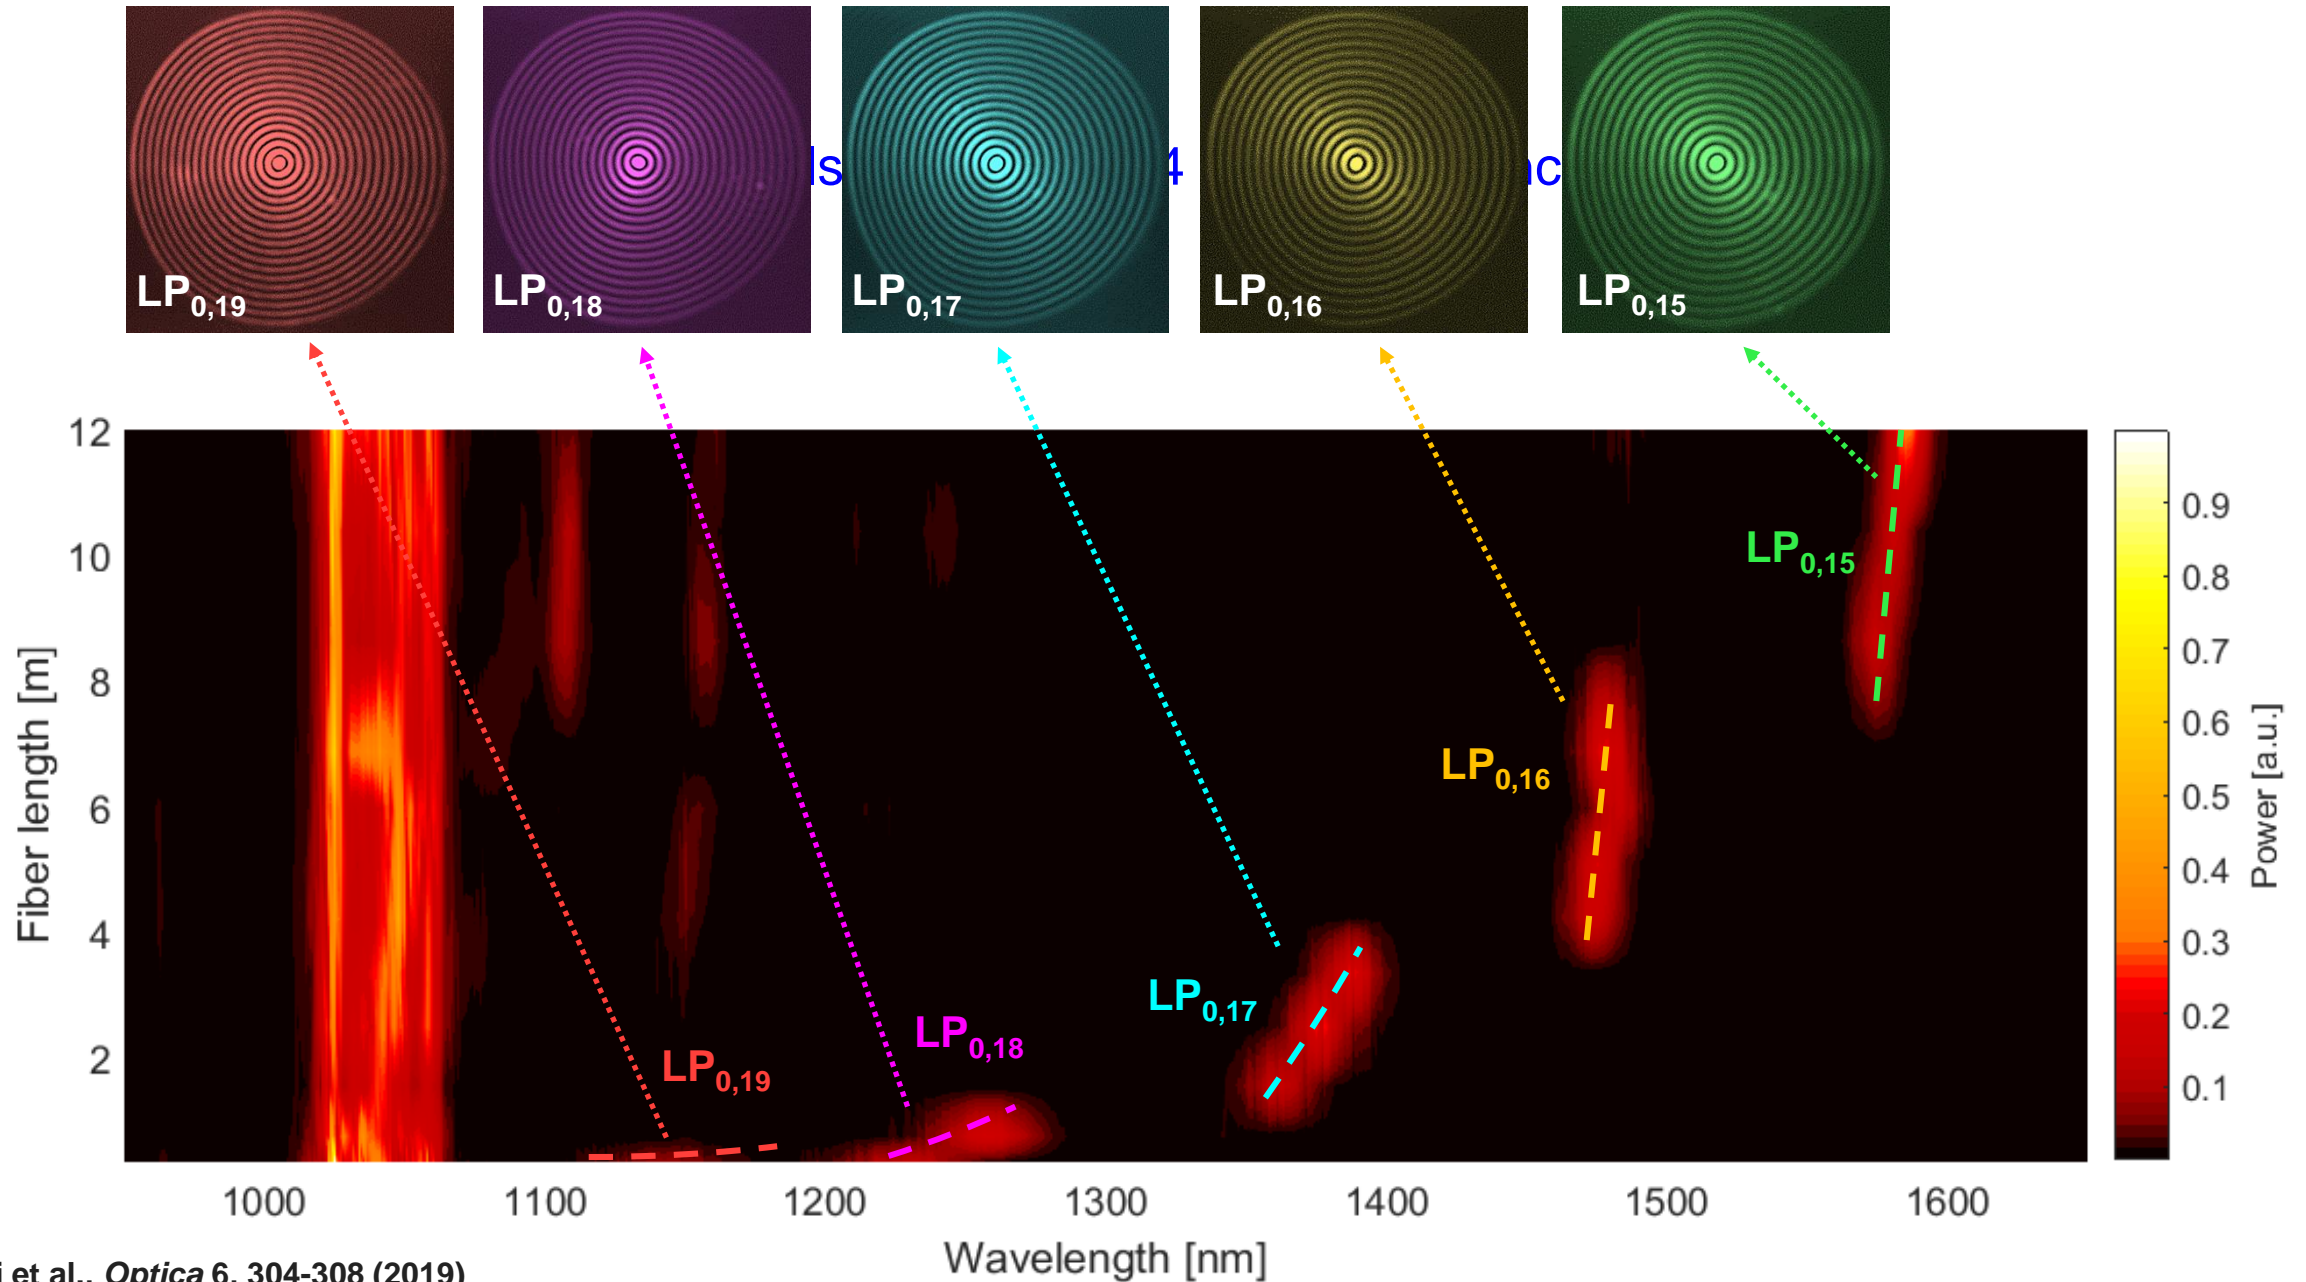 LP0,19
LP0,18
LP0,17
LP0,16
LP0,15
4
12
10
8
6
4
2
Fiber length [m]
LP0,19
LP0,18
LP0,17
LP0,16
LP0,15
0.9
0.8
0.7
0.6
0.5
0.4
0.3
0.2
0.1
Power [a.u.]
1000 1100 1200 1300 1400 1500 1600
Wavelength [nm]
et al., Optica 6, 304-308 (2019)